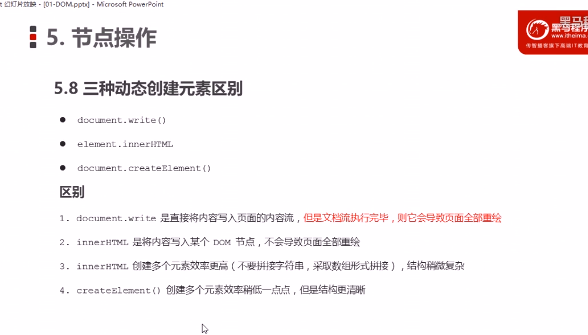 幻灯片放映 - [01-DOM.pptx] - Microsoft PowerPoint
5. 节点操作
www.itheima.com
传智播客旗下高端IT教育
5.8 三种动态创建元素区别
● document.write()
● element.innerHTML
● document.createElement()
区别
1. document.write 是直接将内容写入页面的内容流，但是文档流执行完毕，则它会导致页面全部重绘
2. innerHTML 是将内容写入某个 DOM 节点，不会导致页面全部重绘
3. innerHTML 创建多个元素效率更高（不要拼接字符串，采取数组形式拼接），结构稍微复杂
4. createElement() 创建多个元素效率稍低一点点，但是结构更清晰